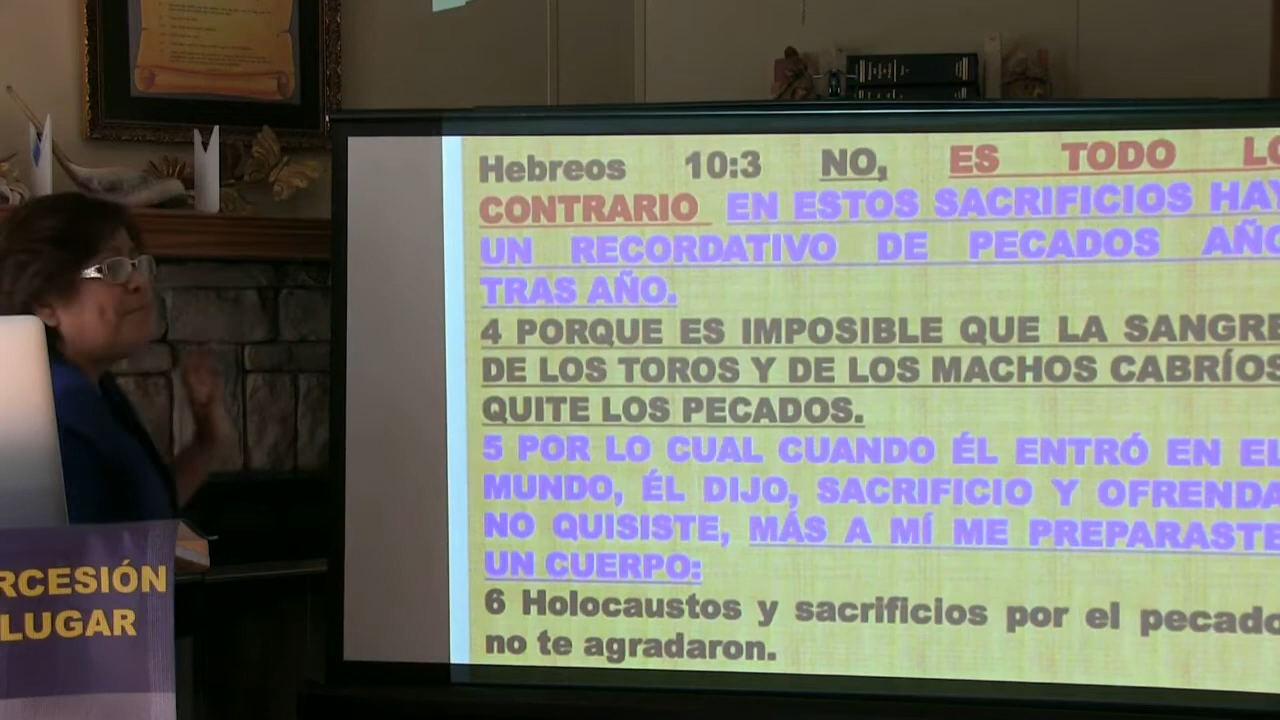 Hebreos 10:3 NO, ES TODO LO
CONTRARIO EN ESTOS SACRIFICIOS HAY
UN RECORDATIVO DE PECADOS AÑO
TRAS AÑO.
4 PORQUE ES IMPOSIBLE QUE LA SANGRE
DE LOS TOROS Y DE LOS MACHOS CABRÍOS
QUITE LOS PECADOS.
5 POR LO CUAL CUANDO ÉL ENTRÓ EN EL
MUNDO, ÉL DIJO, SACRIFICIO Y OFRENDA
NO QUISISTE, MÁS A MÍ ME PREPARASTE
UN CUERPO:
6 Holocaustos y sacrificios por el pecado
no te agradaron.
RCESIÓN
LUGAR